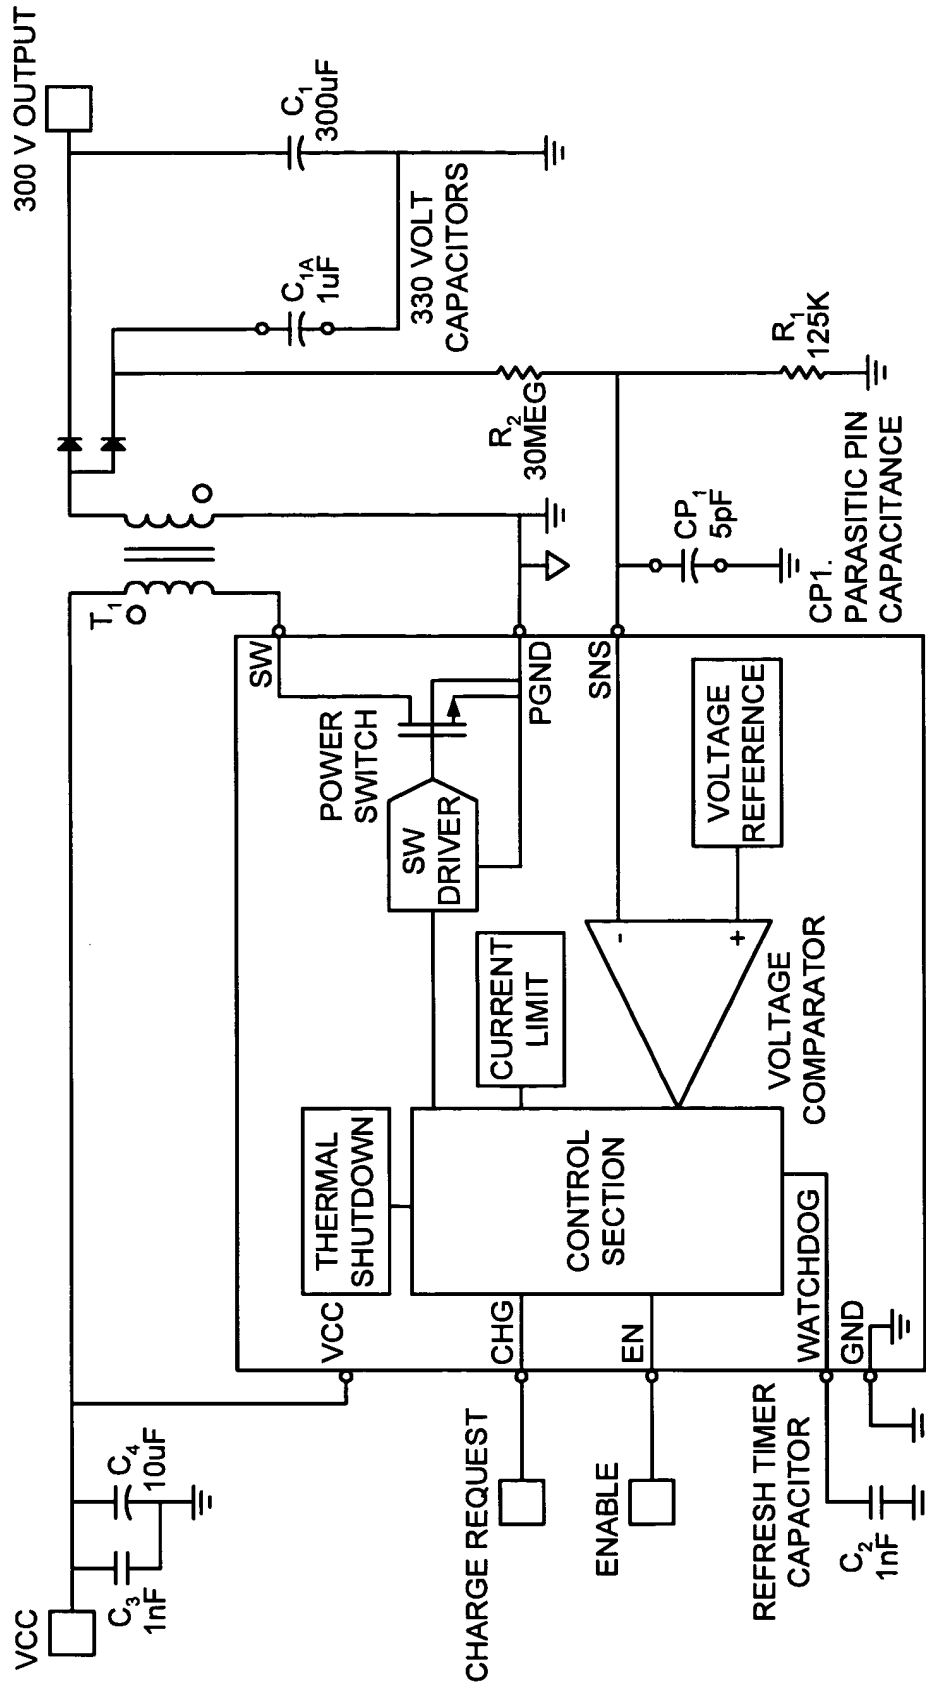 VCC
C3
1nF
C4
10uF
T1
300 V OUTPUT
C1
300uF
C1A
1uF
330 VOLT
CAPACITORS
R2
30MEG
R1
125K
CP1
5pF
CP1.
PARASITIC PIN
CAPACITANCE
CHARGE REQUEST
ENABLE
REFRESH TIMER
CAPACITOR
C2
1nF
VCC
CHG
EN
WATCHDOG
GND
THERMAL
SHUTDOWN
CONTROL
SECTION
CURRENT
LIMIT
SW
DRIVER
POWER
SWITCH
SW
PGND
SNS
-
+
VOLTAGE
COMPARATOR
VOLTAGE
REFERENCE